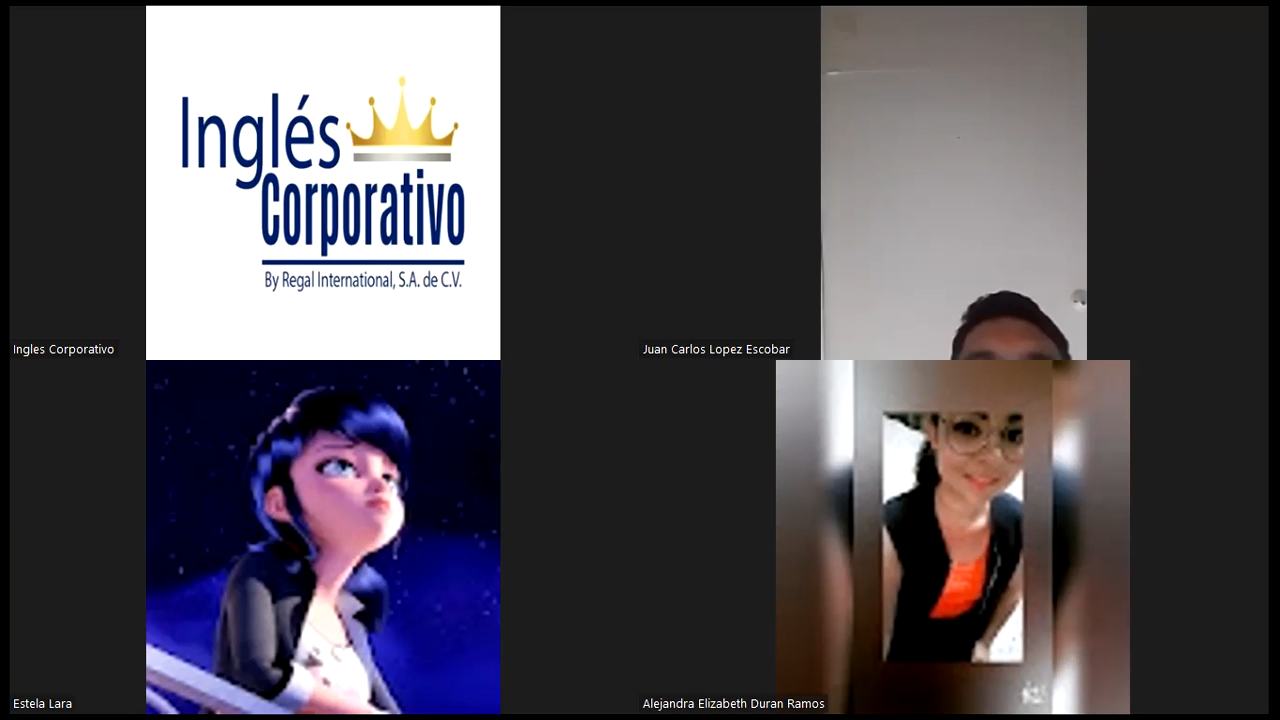 Inglés
Corporativo
By Regal International, S.A. de C.V.
Ingles Corporativo
Juan Carlos Lopez Escobar
Estela Lara
Alejandra Elizabeth Duran Ramos